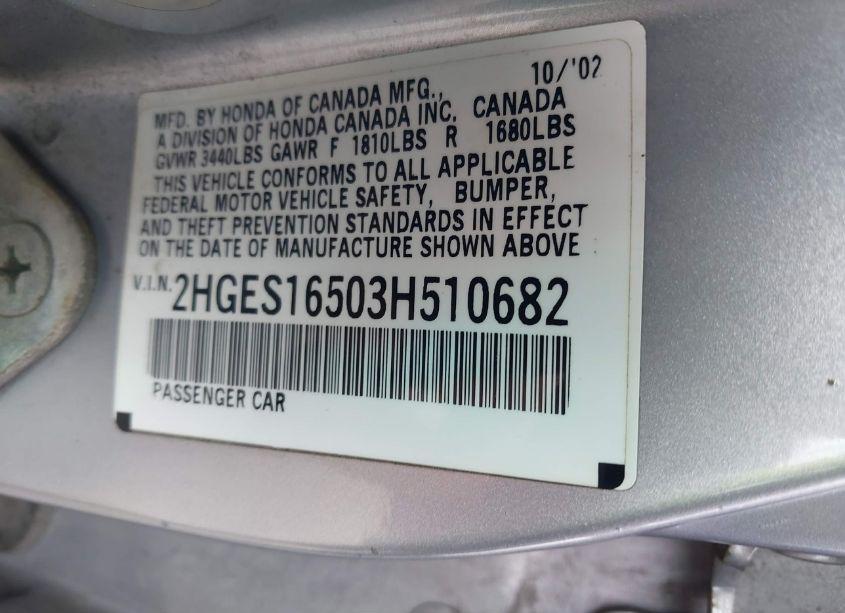 10/'02
MFD. BY HONDA OF CANADA MFG.,
A DIVISION OF HONDA CANADA INC. CANADA
GVWR 3440LBS GAWR F 1810LBS R 1680LBS
THIS VEHICLE CONFORMS TO ALL APPLICABLE
FEDERAL MOTOR VEHICLE SAFETY, BUMPER,
AND THEFT PREVENTION STANDARDS IN EFFECT
ON THE DATE OF MANUFACTURE SHOWN ABOVE
V.I.N. 2HGES16503H510682
PASSENGER CAR